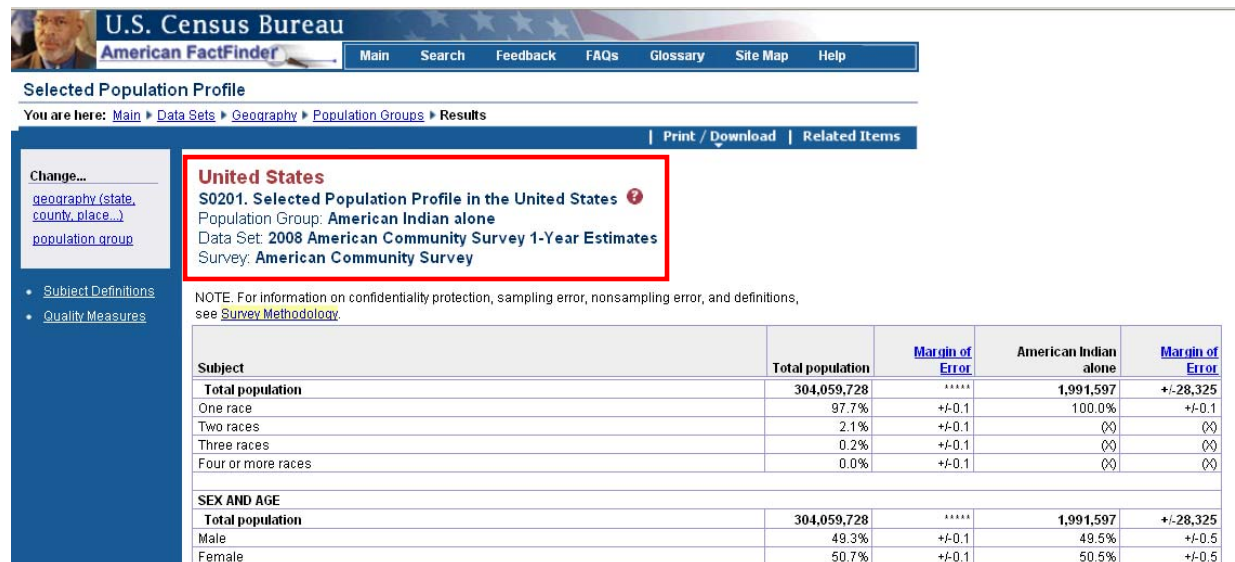 U.S. Census Bureau
American FactFinder
Main Search Feedback FAQs Glossary Site Map Help
Selected Population Profile
You are here: Main ▶ Data Sets ▶ Geography ▶ Population Groups ▶ Results
| Print / Download | Related Items
Change...
geography (state,
county, place...)
population group
• Subject Definitions
• Quality Measures
United States
S0201. Selected Population Profile in the United States ?
Population Group: American Indian alone
Data Set: 2008 American Community Survey 1-Year Estimates
Survey: American Community Survey
NOTE. For information on confidentiality protection, sampling error, nonsampling error, and definitions,
see Survey Methodology.
Subject Total population Margin of Error American Indian alone Margin of Error
Total population 304,059,728 ***** 1,991,597 +/-28,325
One race 97.7% +/-0.1 100.0% +/-0.1
Two races 2.1% +/-0.1 (X) (X)
Three races 0.2% +/-0.1 (X) (X)
Four or more races 0.0% +/-0.1 (X) (X)
SEX AND AGE
Total population 304,059,728 ***** 1,991,597 +/-28,325
Male 49.3% +/-0.1 49.5% +/-0.5
Female 50.7% +/-0.1 50.5% +/-0.5